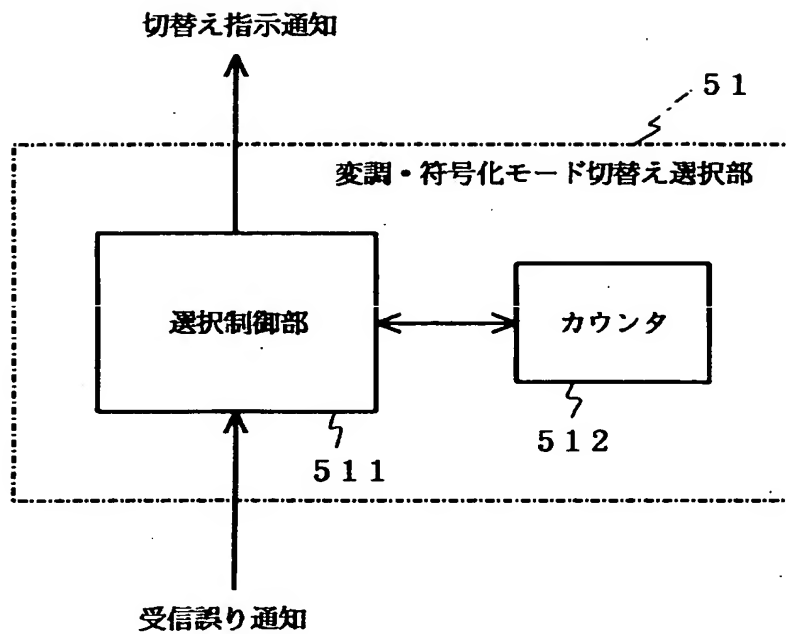 切替え指示通知
５１
変調・符号化モード切替え選択部
選択制御部
カウンタ
５１１
５１２
受信誤り通知